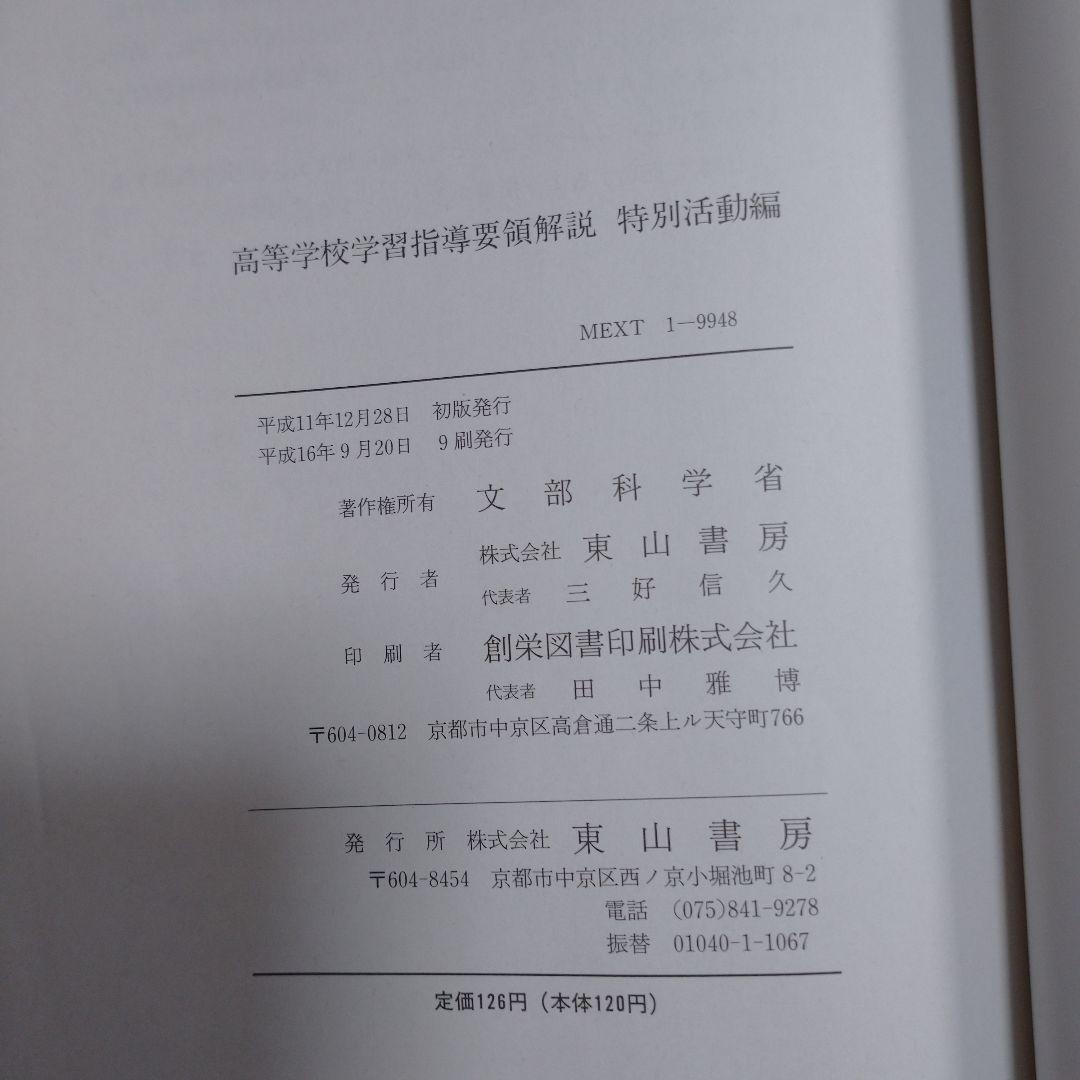 高等学校学習指導要領解説 特別活動編
MEXT 1―9948
平成11年12月28日 初版発行
平成16年9月20日 9刷発行
著作権所有 文部科学省
発行者 株式会社 東山書房
代表者 三好信久
印刷者 創栄図書印刷株式会社
代表者 田中雅博
〒604-0812 京都市中京区高倉通二条上ル天守町766
発行所 株式会社 東山書房
〒604-8454 京都市中京区西ノ京小堀池町8-2
電話 (075)841-9278
振替 01040-1-1067
定価126円(本体120円)